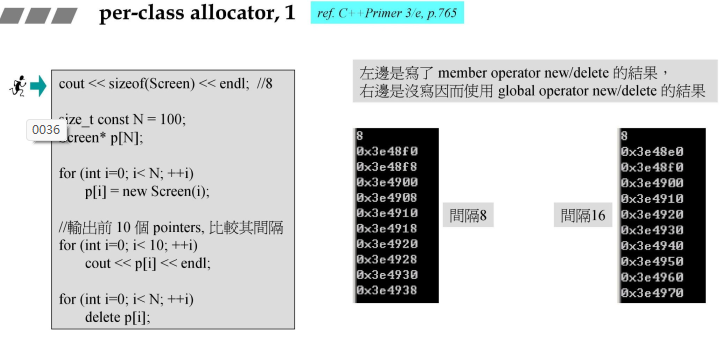 per-class allocator, 1
ref. C++Primer 3/e, p.765
cout << sizeof(Screen) << endl; //8
size_t const N = 100;
0036
Screen* p[N];
for (int i=0; i< N; ++i)
p[i] = new Screen(i);
//輸出前 10 個 pointers, 比較其間隔
for (int i=0; i< 10; ++i)
cout << p[i] << endl;
for (int i=0; i< N; ++i)
delete p[i];
左邊是寫了 member operator new/delete 的結果，
右邊是沒寫因而使用 global operator new/delete 的結果
8
0x3e48f0
0x3e48f8
0x3e4900
0x3e4908
0x3e4910
0x3e4918
0x3e4920
0x3e4928
0x3e4930
0x3e4938
間隔8
間隔16
8
0x3e48e0
0x3e48f0
0x3e4900
0x3e4910
0x3e4920
0x3e4930
0x3e4940
0x3e4950
0x3e4960
0x3e4970